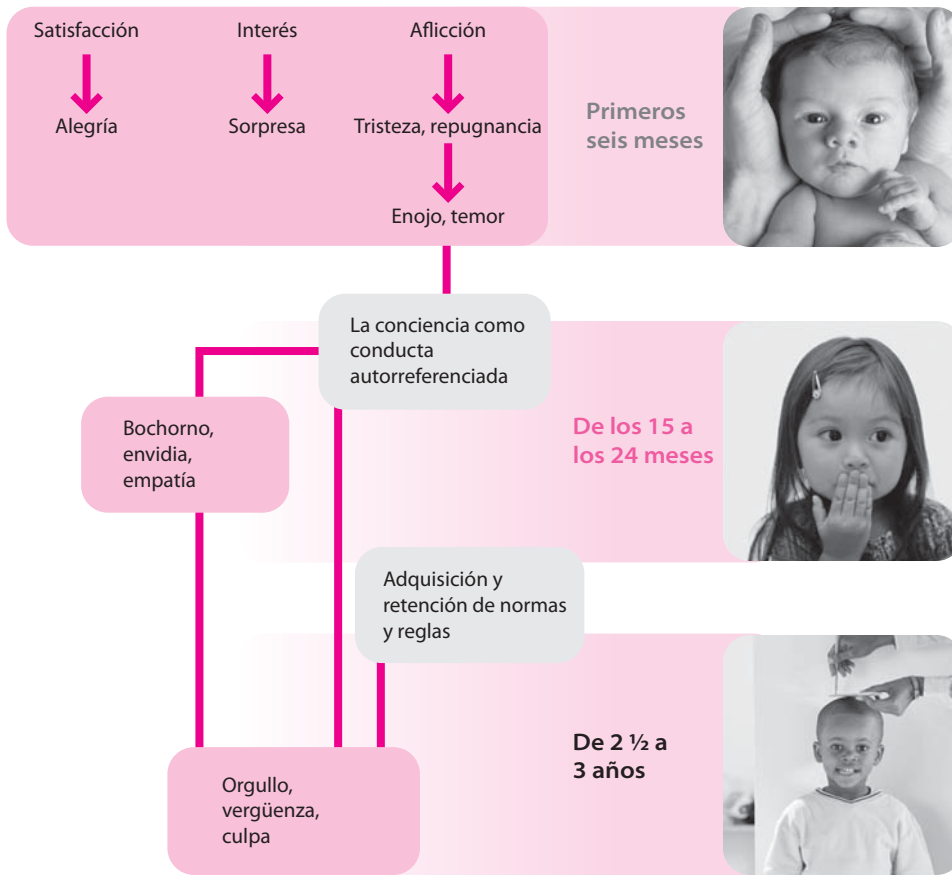 Satisfacción
Interés
Aflicción
Alegría
Sorpresa
Tristeza, repugnancia
Enojo, temor
Primeros
seis meses
La conciencia como
conducta
autorreferenciada
Bochorno,
envidia,
empatía
De los 15 a
los 24 meses
Adquisición y
retención de normas
y reglas
De 2 ½ a
3 años
Orgullo,
vergüenza,
culpa